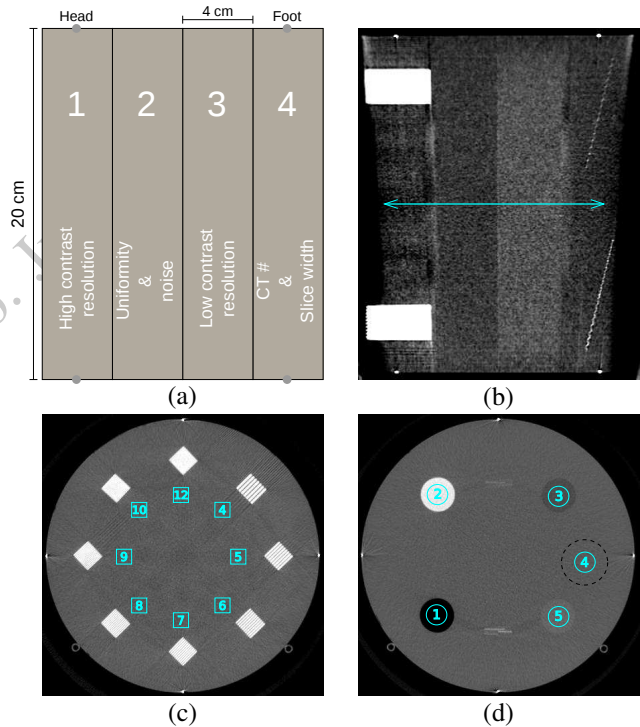 Head
4 cm
Foot
1
2
3
4
20 cm
High contrast
resolution
Uniformity
&
noise
Low contrast
resolution
CT #
&
Slice width
(a)
(b)
12
10
4
9
5
8
6
7
(c)
2
3
4
1
5
(d)